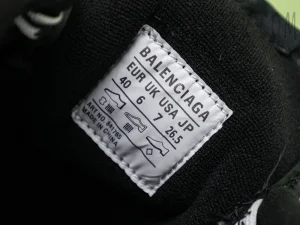 BALENCIAGA
EUR UK USA JP
40 6 7 26.5
MADE IN CHINA